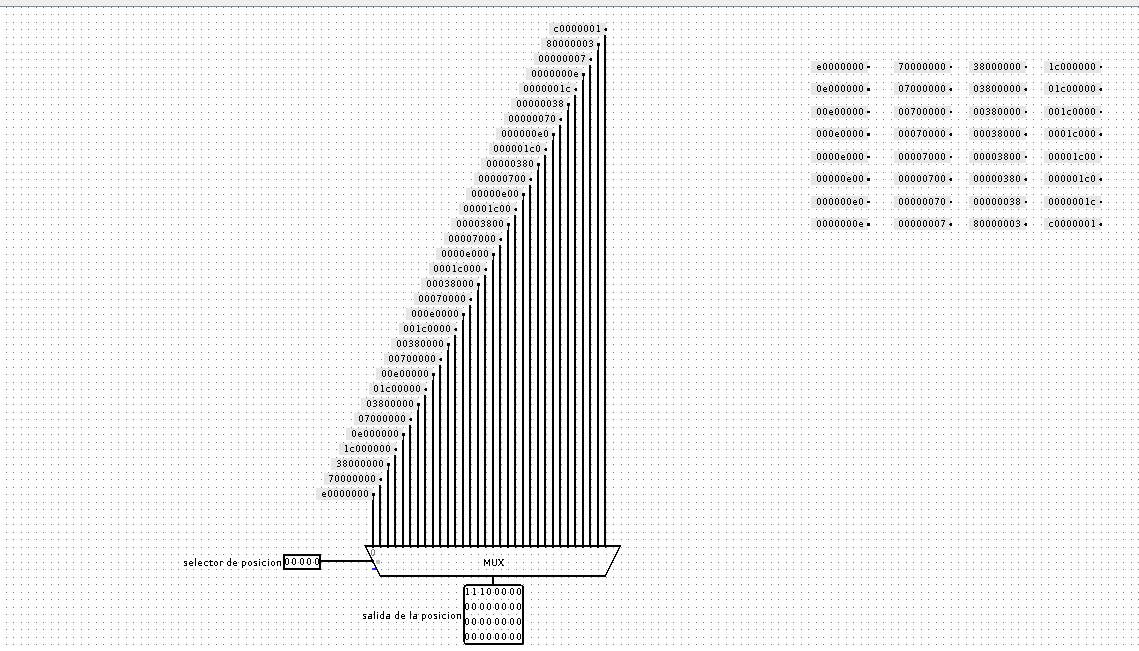 c0000001
80000003
00000007
0000000e
0000001c
00000038
00000070
000000e0
000001c0
00000380
00000700
00000e00
00001c00
00003800
00007000
0000e000
0001c000
00038000
00070000
000e0000
001c0000
00380000
00700000
00e00000
01c00000
03800000
07000000
0e000000
1c000000
38000000
70000000
e0000000
e0000000 70000000 38000000 1c000000
0e000000 07000000 03800000 01c00000
00e00000 00700000 00380000 001c0000
000e0000 00070000 00038000 0001c000
0000e000 00007000 00003800 00001c00
00000e00 00000700 00000380 000001c0
000000e0 00000070 00000038 0000001c
0000000e 00000007 80000003 c0000001
0
selector de posicion 00000
MUX
salida de la posicion
11100000
00000000
00000000
00000000